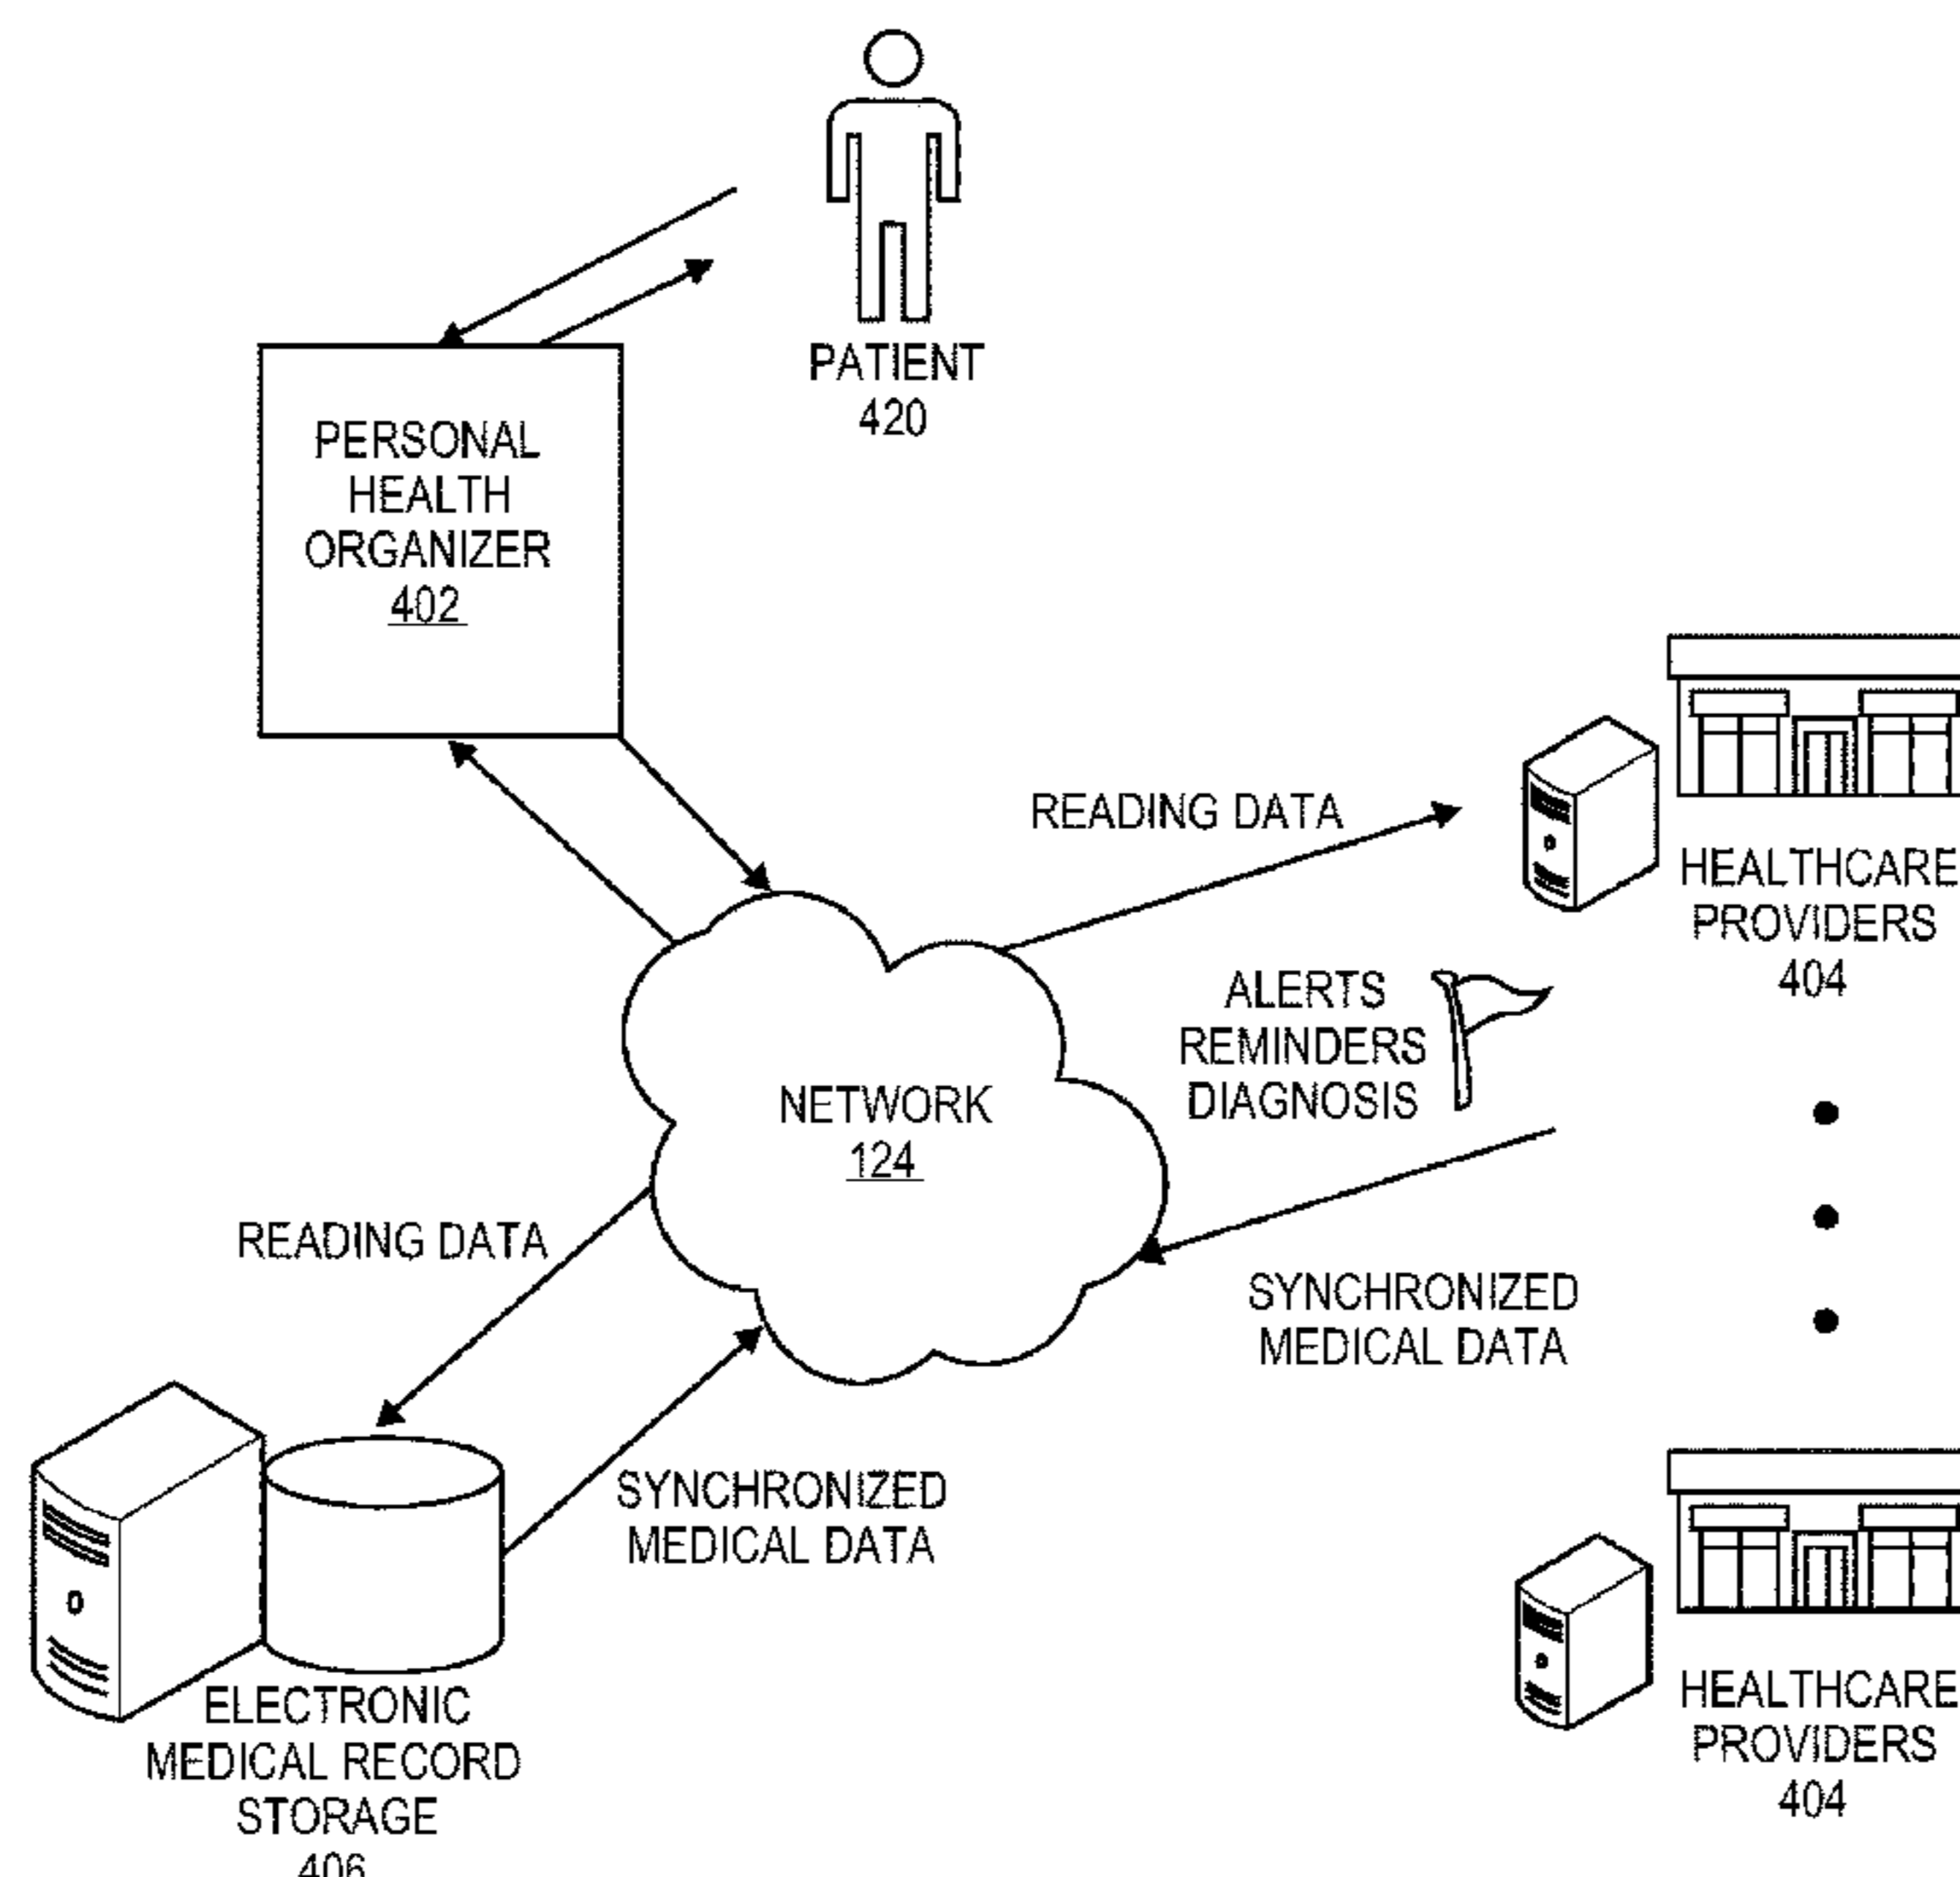 PATIENT
420
PERSONAL
HEALTH
ORGANIZER
402
READING DATA
HEALTHCARE
PROVIDERS
404
ALERTS
REMINDERS
DIAGNOSIS
NETWORK
124
READING DATA
SYNCHRONIZED
MEDICAL DATA
SYNCHRONIZED
MEDICAL DATA
ELECTRONIC
MEDICAL RECORD
STORAGE
406
HEALTHCARE
PROVIDERS
404